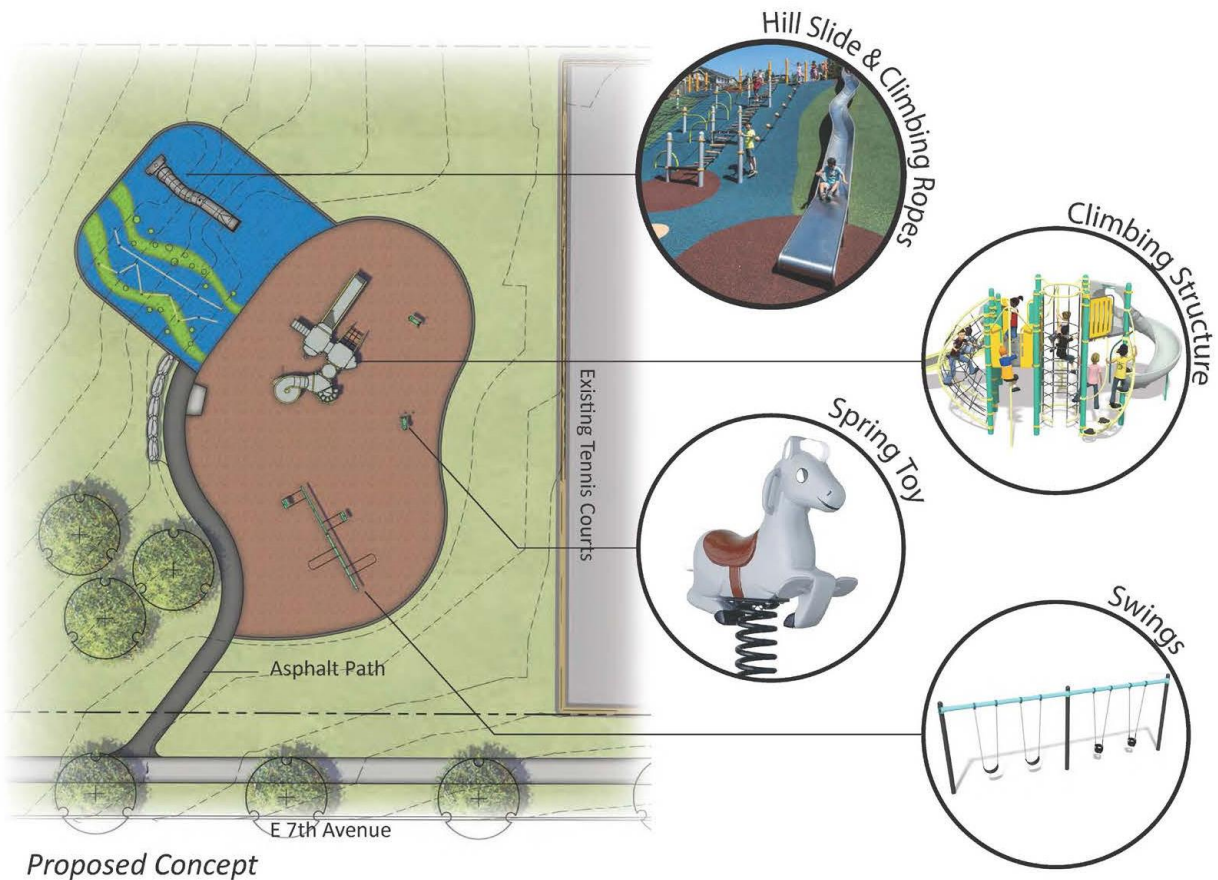 Hill Slide & Climbing Ropes
Climbing Structure
Existing Tennis Courts
Spring Toy
Swings
Asphalt Path
E 7th Avenue
Proposed Concept